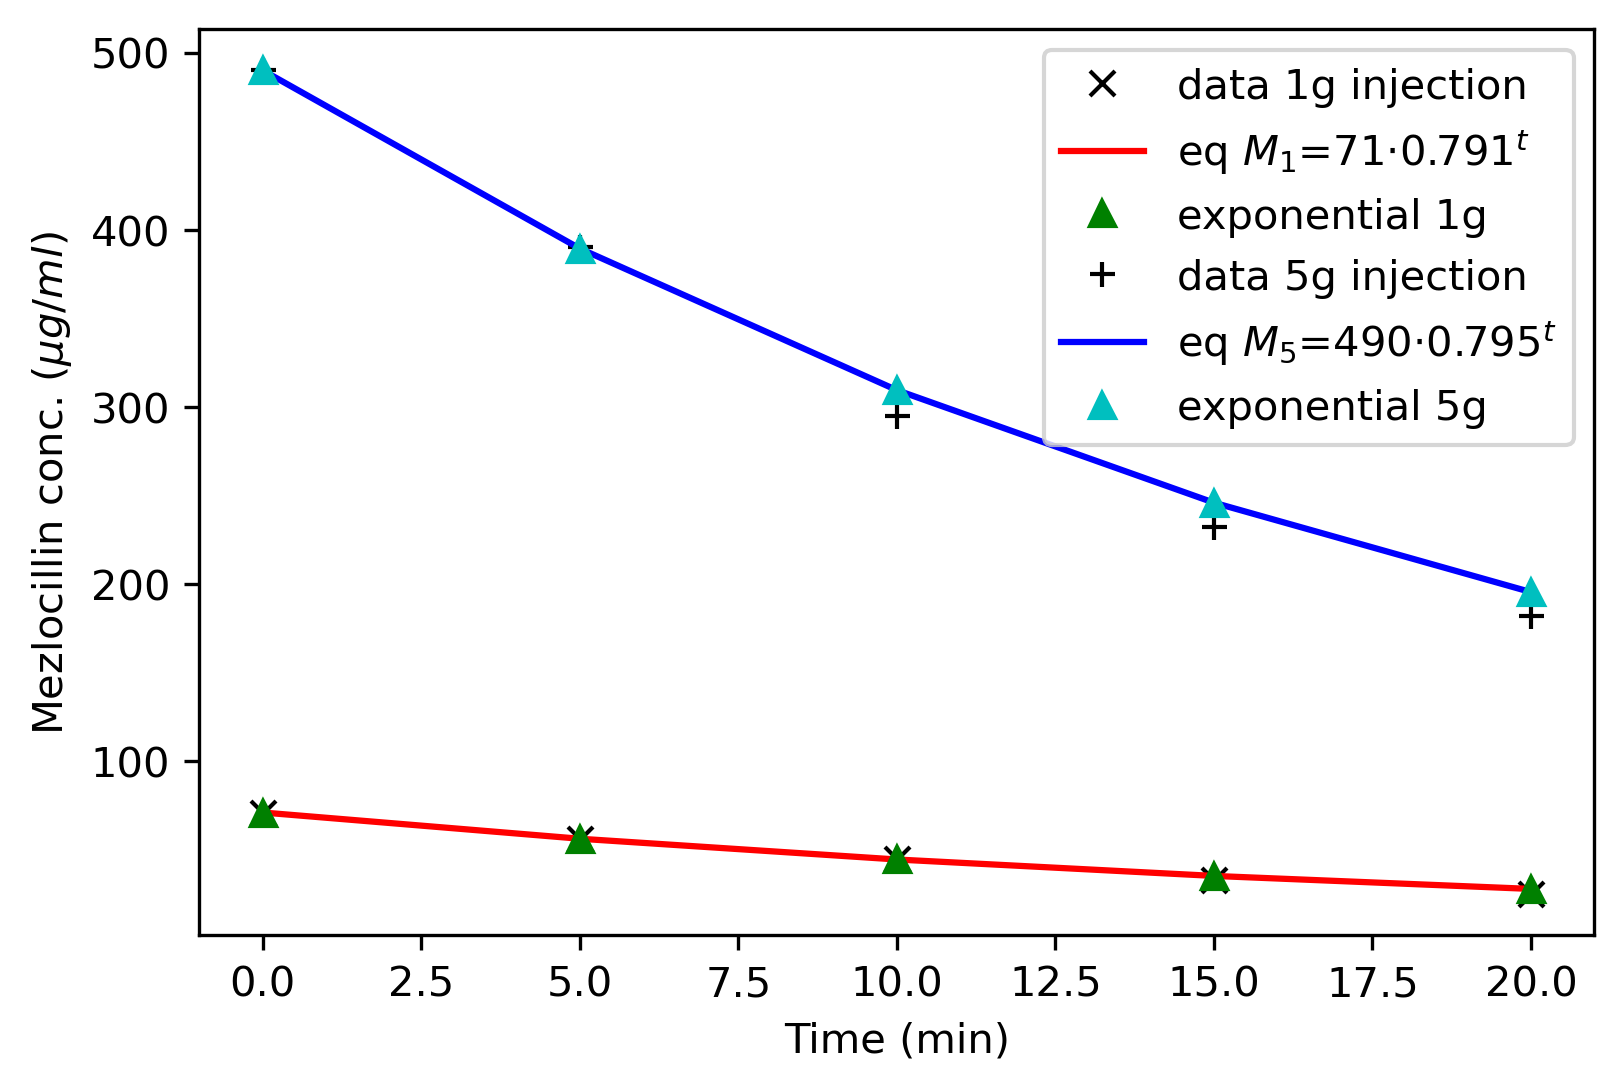 500
400
300
200
100
Mezlocillin conc. (μg/ml)
data 1g injection
eq M₁=71·0.791ᵗ
exponential 1g
data 5g injection
eq M₅=490·0.795ᵗ
exponential 5g
0.0 2.5 5.0 7.5 10.0 12.5 15.0 17.5 20.0
Time (min)